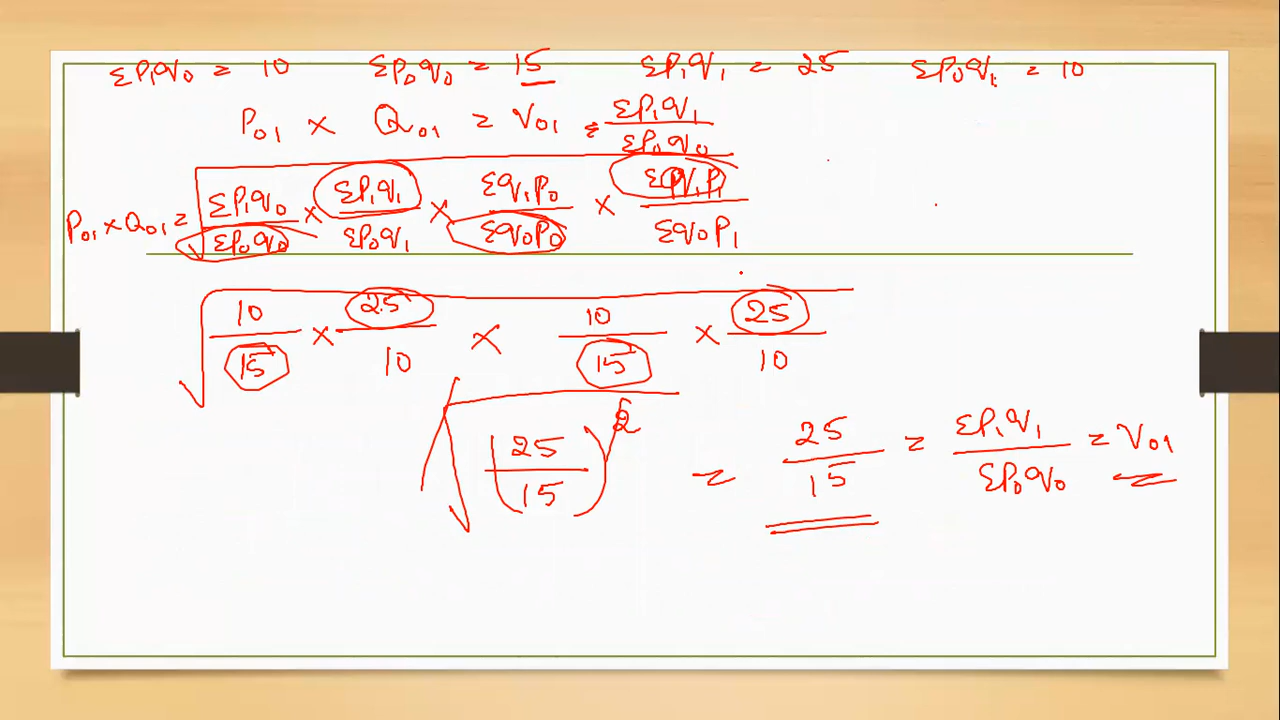 Σp₁q₀ = 10 Σp₀q₀ = 15 Σp₁q₁ = 25 Σp₀q₁ = 10
P₀₁ × Q₀₁ = V₀₁ = Σp₁q₁ / Σp₀q₀
P₀₁ × Q₀₁ = √(Σp₁q₀ / Σp₀q₀ × Σp₁q₁ / Σp₀q₁ × Σq₁p₀ / Σq₀p₀ × Σq₁p₁ / Σq₀p₁)
√(10 / 15 × 25 / 10 × 10 / 15 × 25 / 10)
√(25 / 15)² = 25 / 15 = Σp₁q₁ / Σp₀q₀ = V₀₁